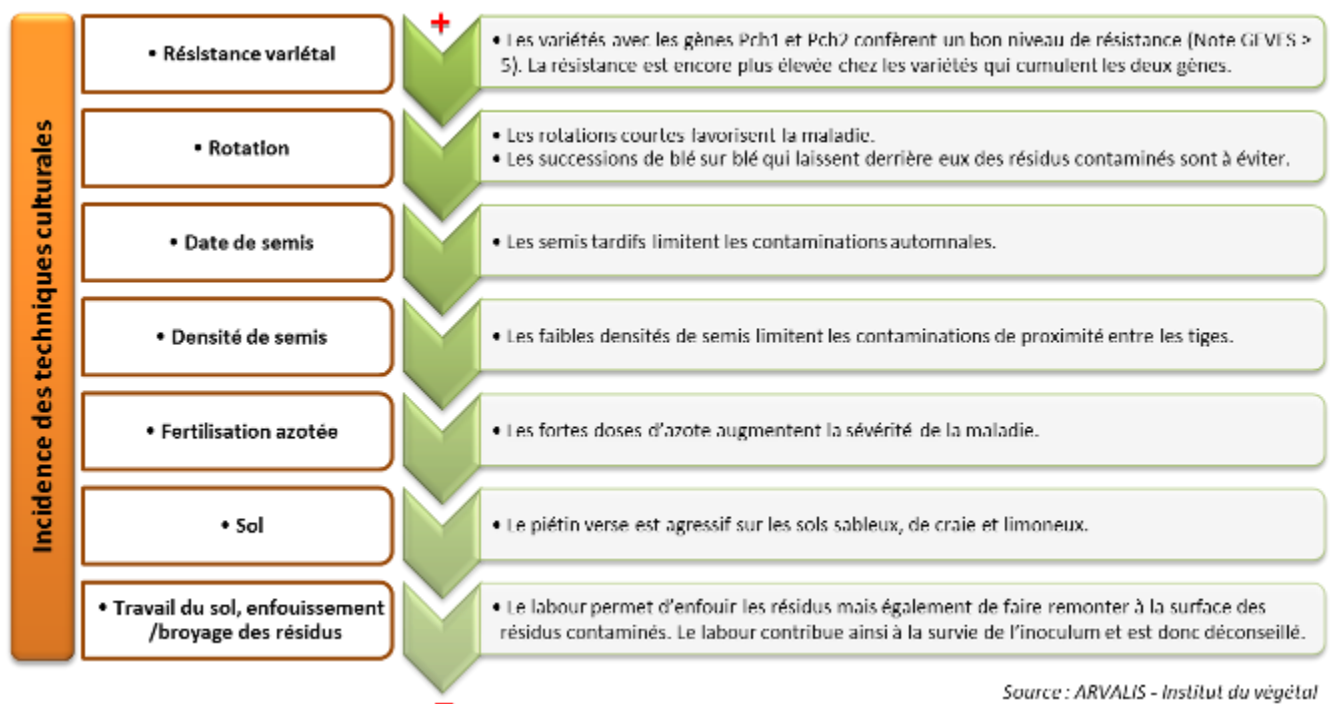 Incidence des techniques culturales
+
• Résistance variétal
• Les variétés avec les gènes Pch1 et Pch2 confèrent un bon niveau de résistance (Note GEVES >
5). La résistance est encore plus élevée chez les variétés qui cumulent les deux gènes.
• Rotation
• Les rotations courtes favorisent la maladie.
• Les successions de blé sur blé qui laissent derrière eux des résidus contaminés sont à éviter.
• Date de semis
• Les semis tardifs limitent les contaminations automnales.
• Densité de semis
• Les faibles densités de semis limitent les contaminations de proximité entre les tiges.
• Fertilisation azotée
• Les fortes doses d'azote augmentent la sévérité de la maladie.
• Sol
• Le piétin verse est agressif sur les sols sableux, de craie et limoneux.
• Travail du sol, enfouissement
/broyage des résidus
• Le labour permet d'enfouir les résidus mais également de faire remonter à la surface des
résidus contaminés. Le labour contribue ainsi à la survie de l'inoculum et est donc déconseillé.
Source : ARVALIS - Institut du végétal